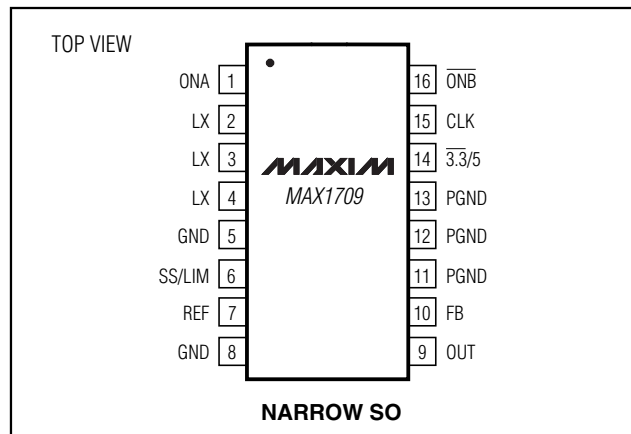 TOP VIEW
ONA 1
LX 2
LX 3
LX 4
GND 5
SS/LIM 6
REF 7
GND 8
MAXIM
MAX1709
16 O̅N̅B̅
15 CLK
14 3̅.3̅/5
13 PGND
12 PGND
11 PGND
10 FB
9 OUT
NARROW SO